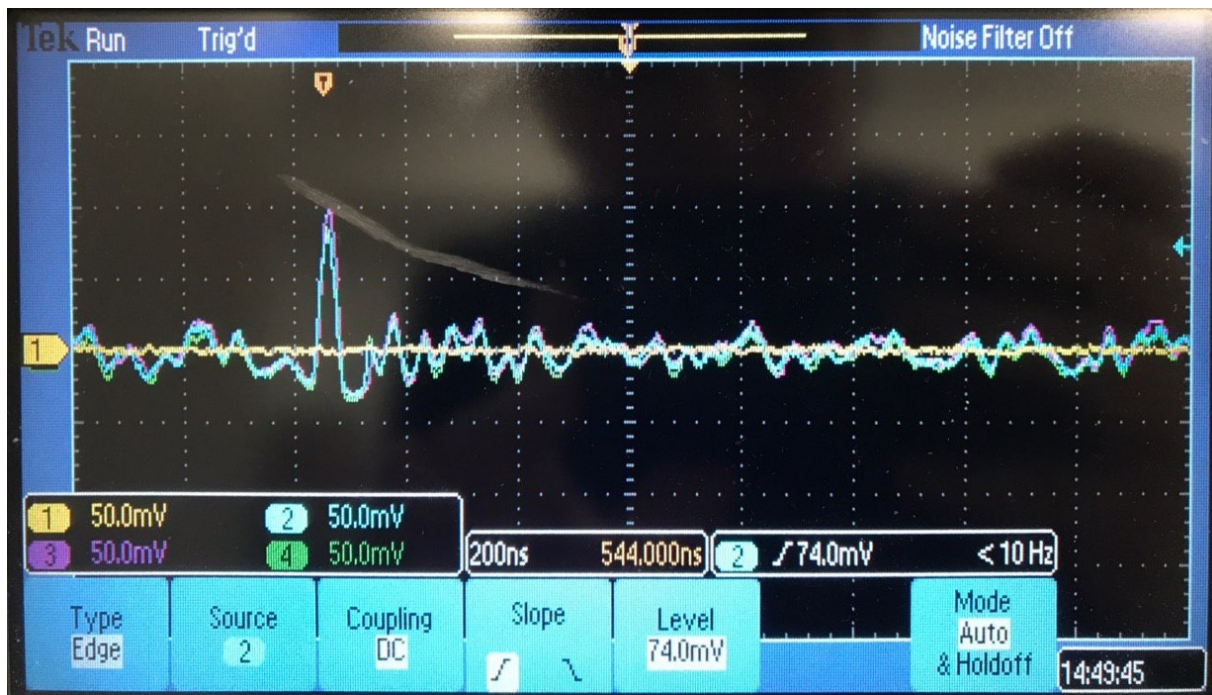 Tek Run Trig'd Noise Filter Off
T
1
1 50.0mV 2 50.0mV
3 50.0mV 4 50.0mV
200ns 544.000ns
2 74.0mV < 10 Hz
Type
Edge
Source
2
Coupling
DC
Slope
Level
74.0mV
Mode
Auto
& Holdoff
14:49:45